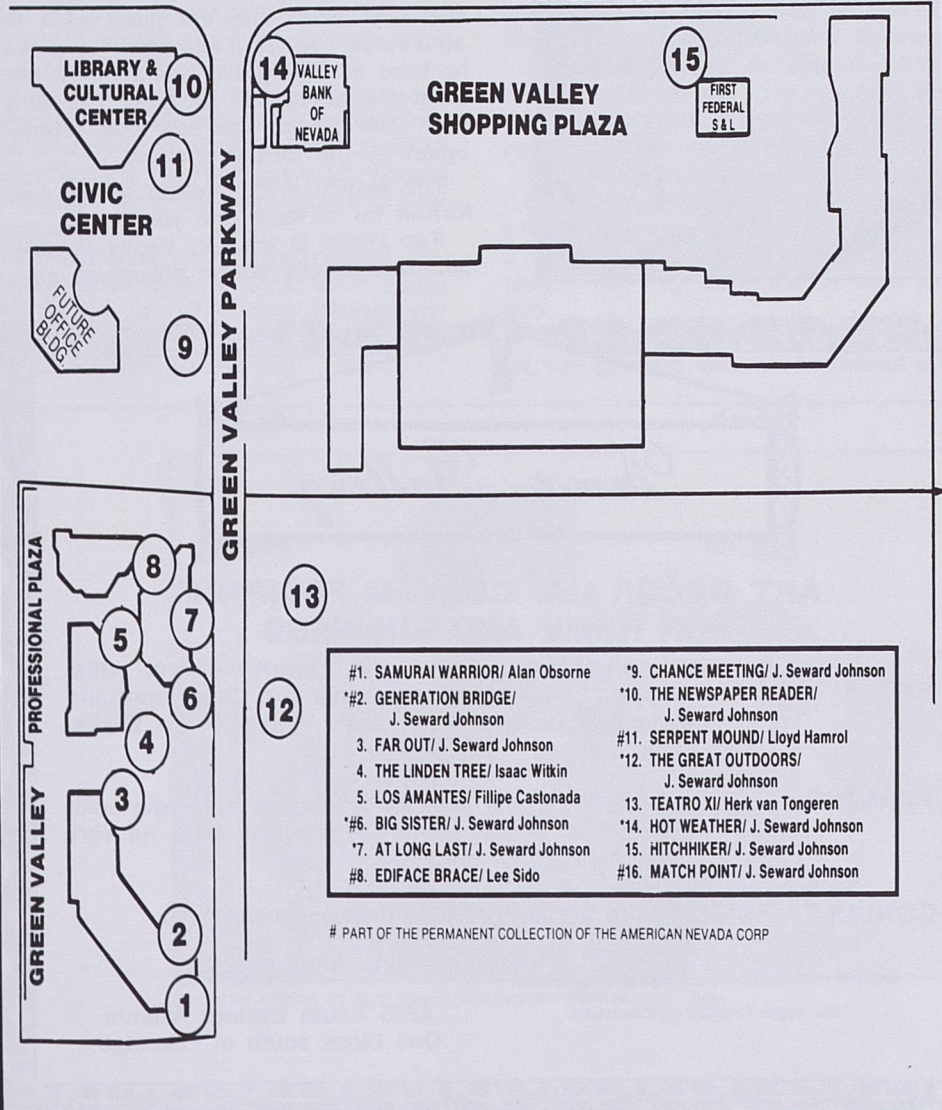 LIBRARY &
CULTURAL
CENTER
10
11
CIVIC
CENTER
FUTURE
OFFICE
BLDG.
9
GREEN VALLEY PARKWAY
14
VALLEY
BANK
OF
NEVADA
GREEN VALLEY
SHOPPING PLAZA
15
FIRST
FEDERAL
S & L
GREEN VALLEY PROFESSIONAL PLAZA
8
7
5
6
4
3
2
1
13
12
#1. SAMURAI WARRIOR/ Alan Obsorne
*#2. GENERATION BRIDGE/
J. Seward Johnson
3. FAR OUT/ J. Seward Johnson
4. THE LINDEN TREE/ Isaac Witkin
5. LOS AMANTES/ Fillipe Castonada
*#6. BIG SISTER/ J. Seward Johnson
*7. AT LONG LAST/ J. Seward Johnson
#8. EDIFACE BRACE/ Lee Sido
*9. CHANCE MEETING/ J. Seward Johnson
*10. THE NEWSPAPER READER/
J. Seward Johnson
#11. SERPENT MOUND/ Lloyd Hamrol
*12. THE GREAT OUTDOORS/
J. Seward Johnson
13. TEATRO XI/ Herk van Tongeren
*14. HOT WEATHER/ J. Seward Johnson
15. HITCHHIKER/ J. Seward Johnson
#16. MATCH POINT/ J. Seward Johnson
# PART OF THE PERMANENT COLLECTION OF THE AMERICAN NEVADA CORP